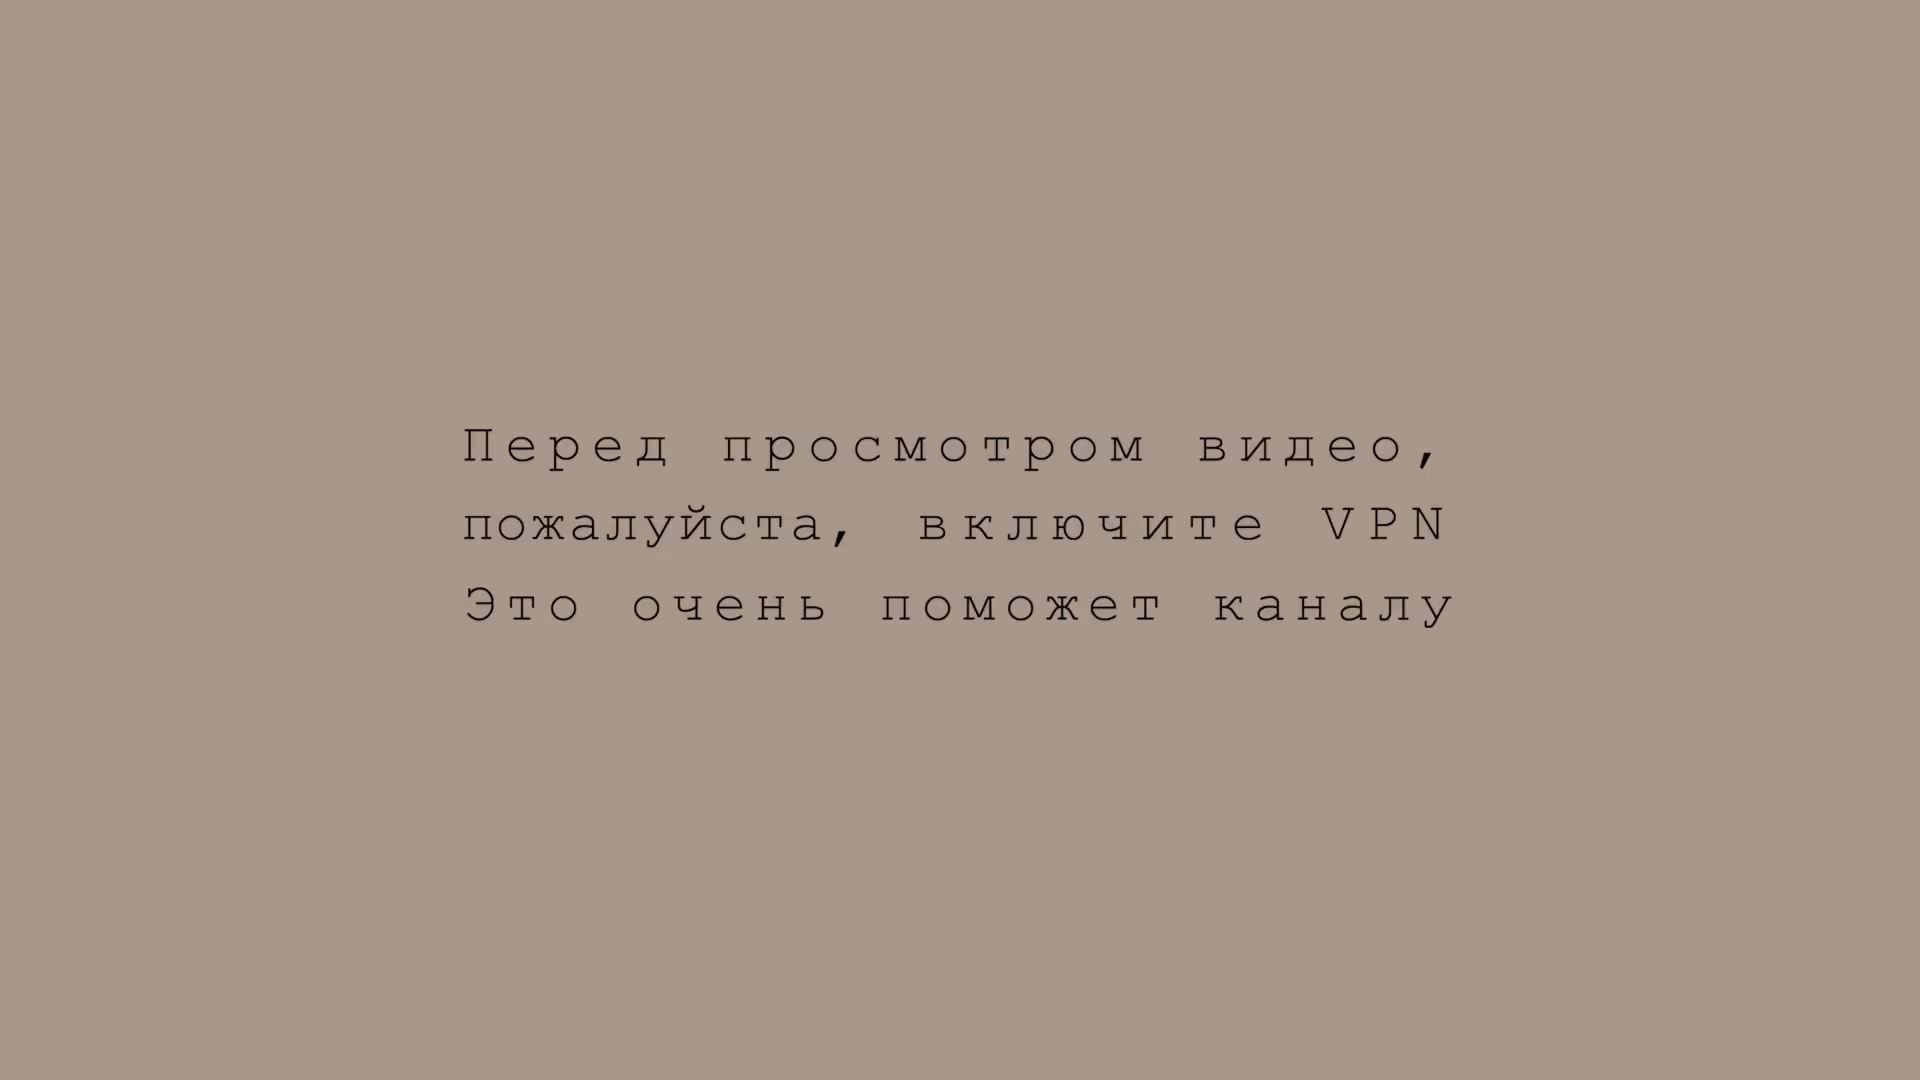 Перед просмотром видео,
пожалуйста, включите VPN
Это очень поможет каналу